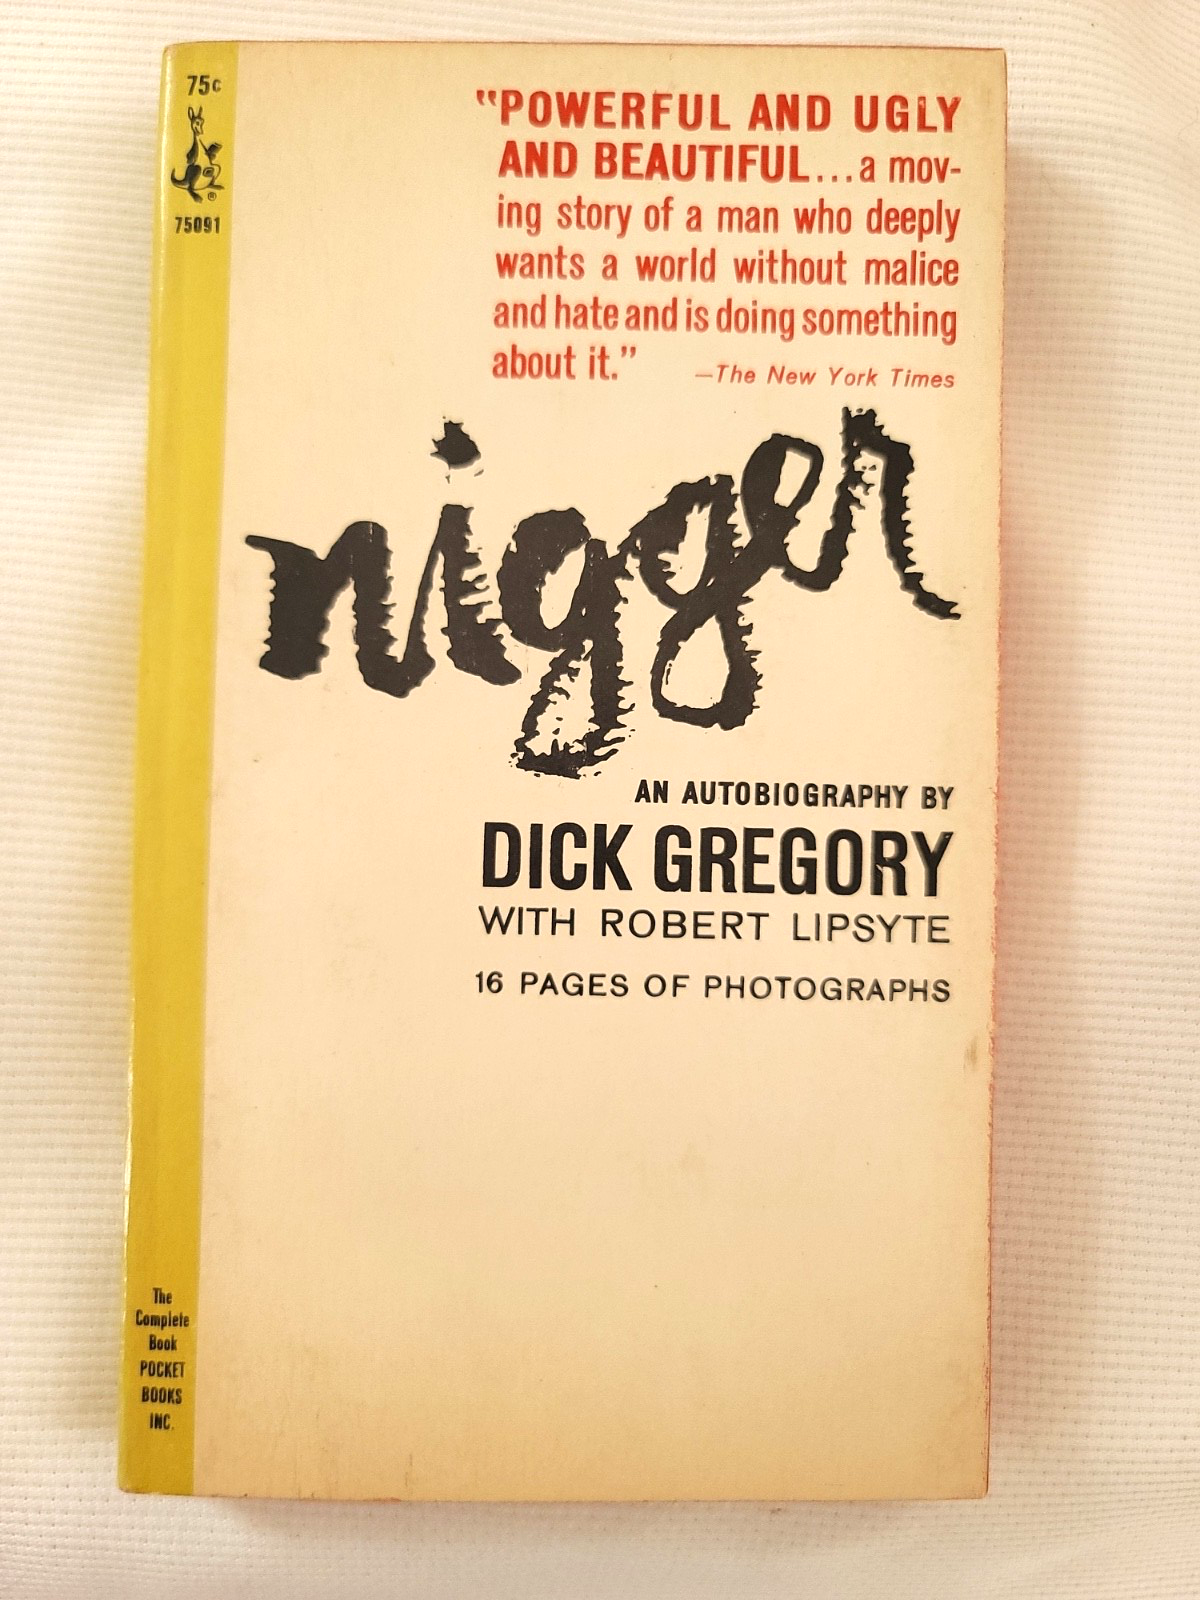 75c
75091
"POWERFUL AND UGLY
AND BEAUTIFUL...a mov-
ing story of a man who deeply
wants a world without malice
and hate and is doing something
about it."
—The New York Times
nigger
AN AUTOBIOGRAPHY BY
DICK GREGORY
WITH ROBERT LIPSYTE
16 PAGES OF PHOTOGRAPHS
The
Complete
Book
POCKET
BOOKS
INC.